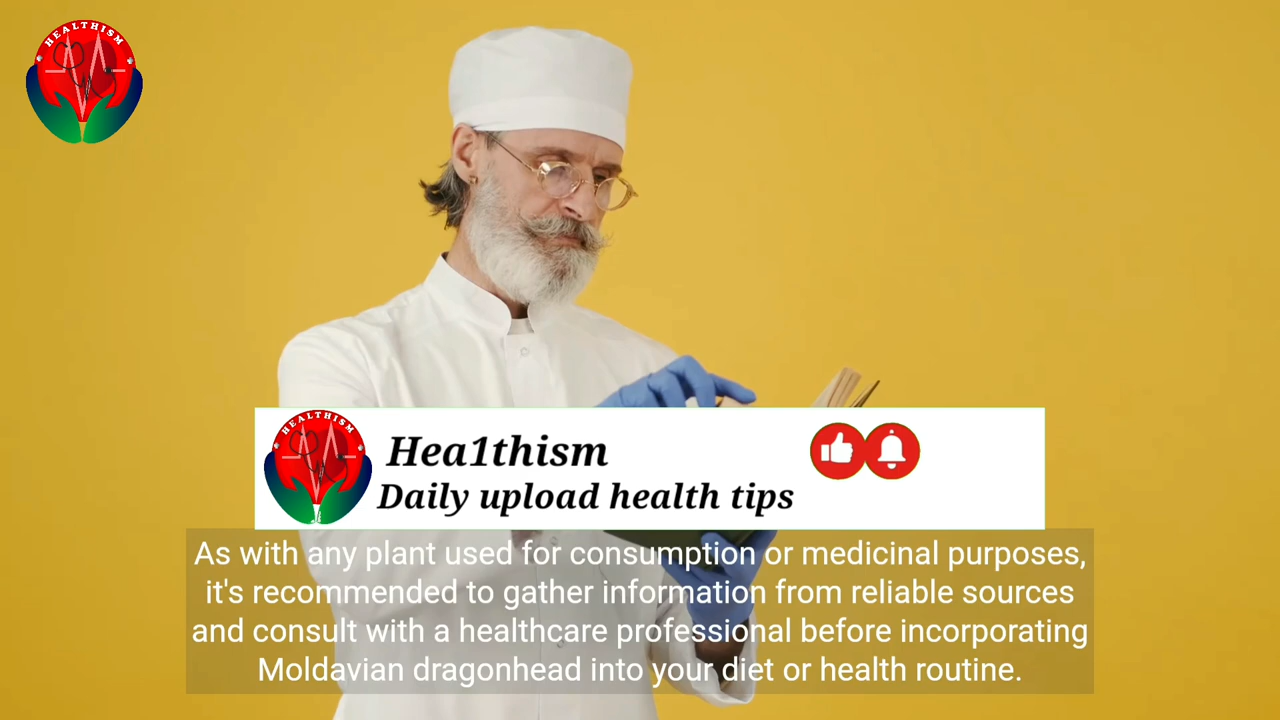 HEALTHISM
HEALTHISM
Hea1thism
Daily upload health tips
As with any plant used for consumption or medicinal purposes,
it's recommended to gather information from reliable sources
and consult with a healthcare professional before incorporating
Moldavian dragonhead into your diet or health routine.